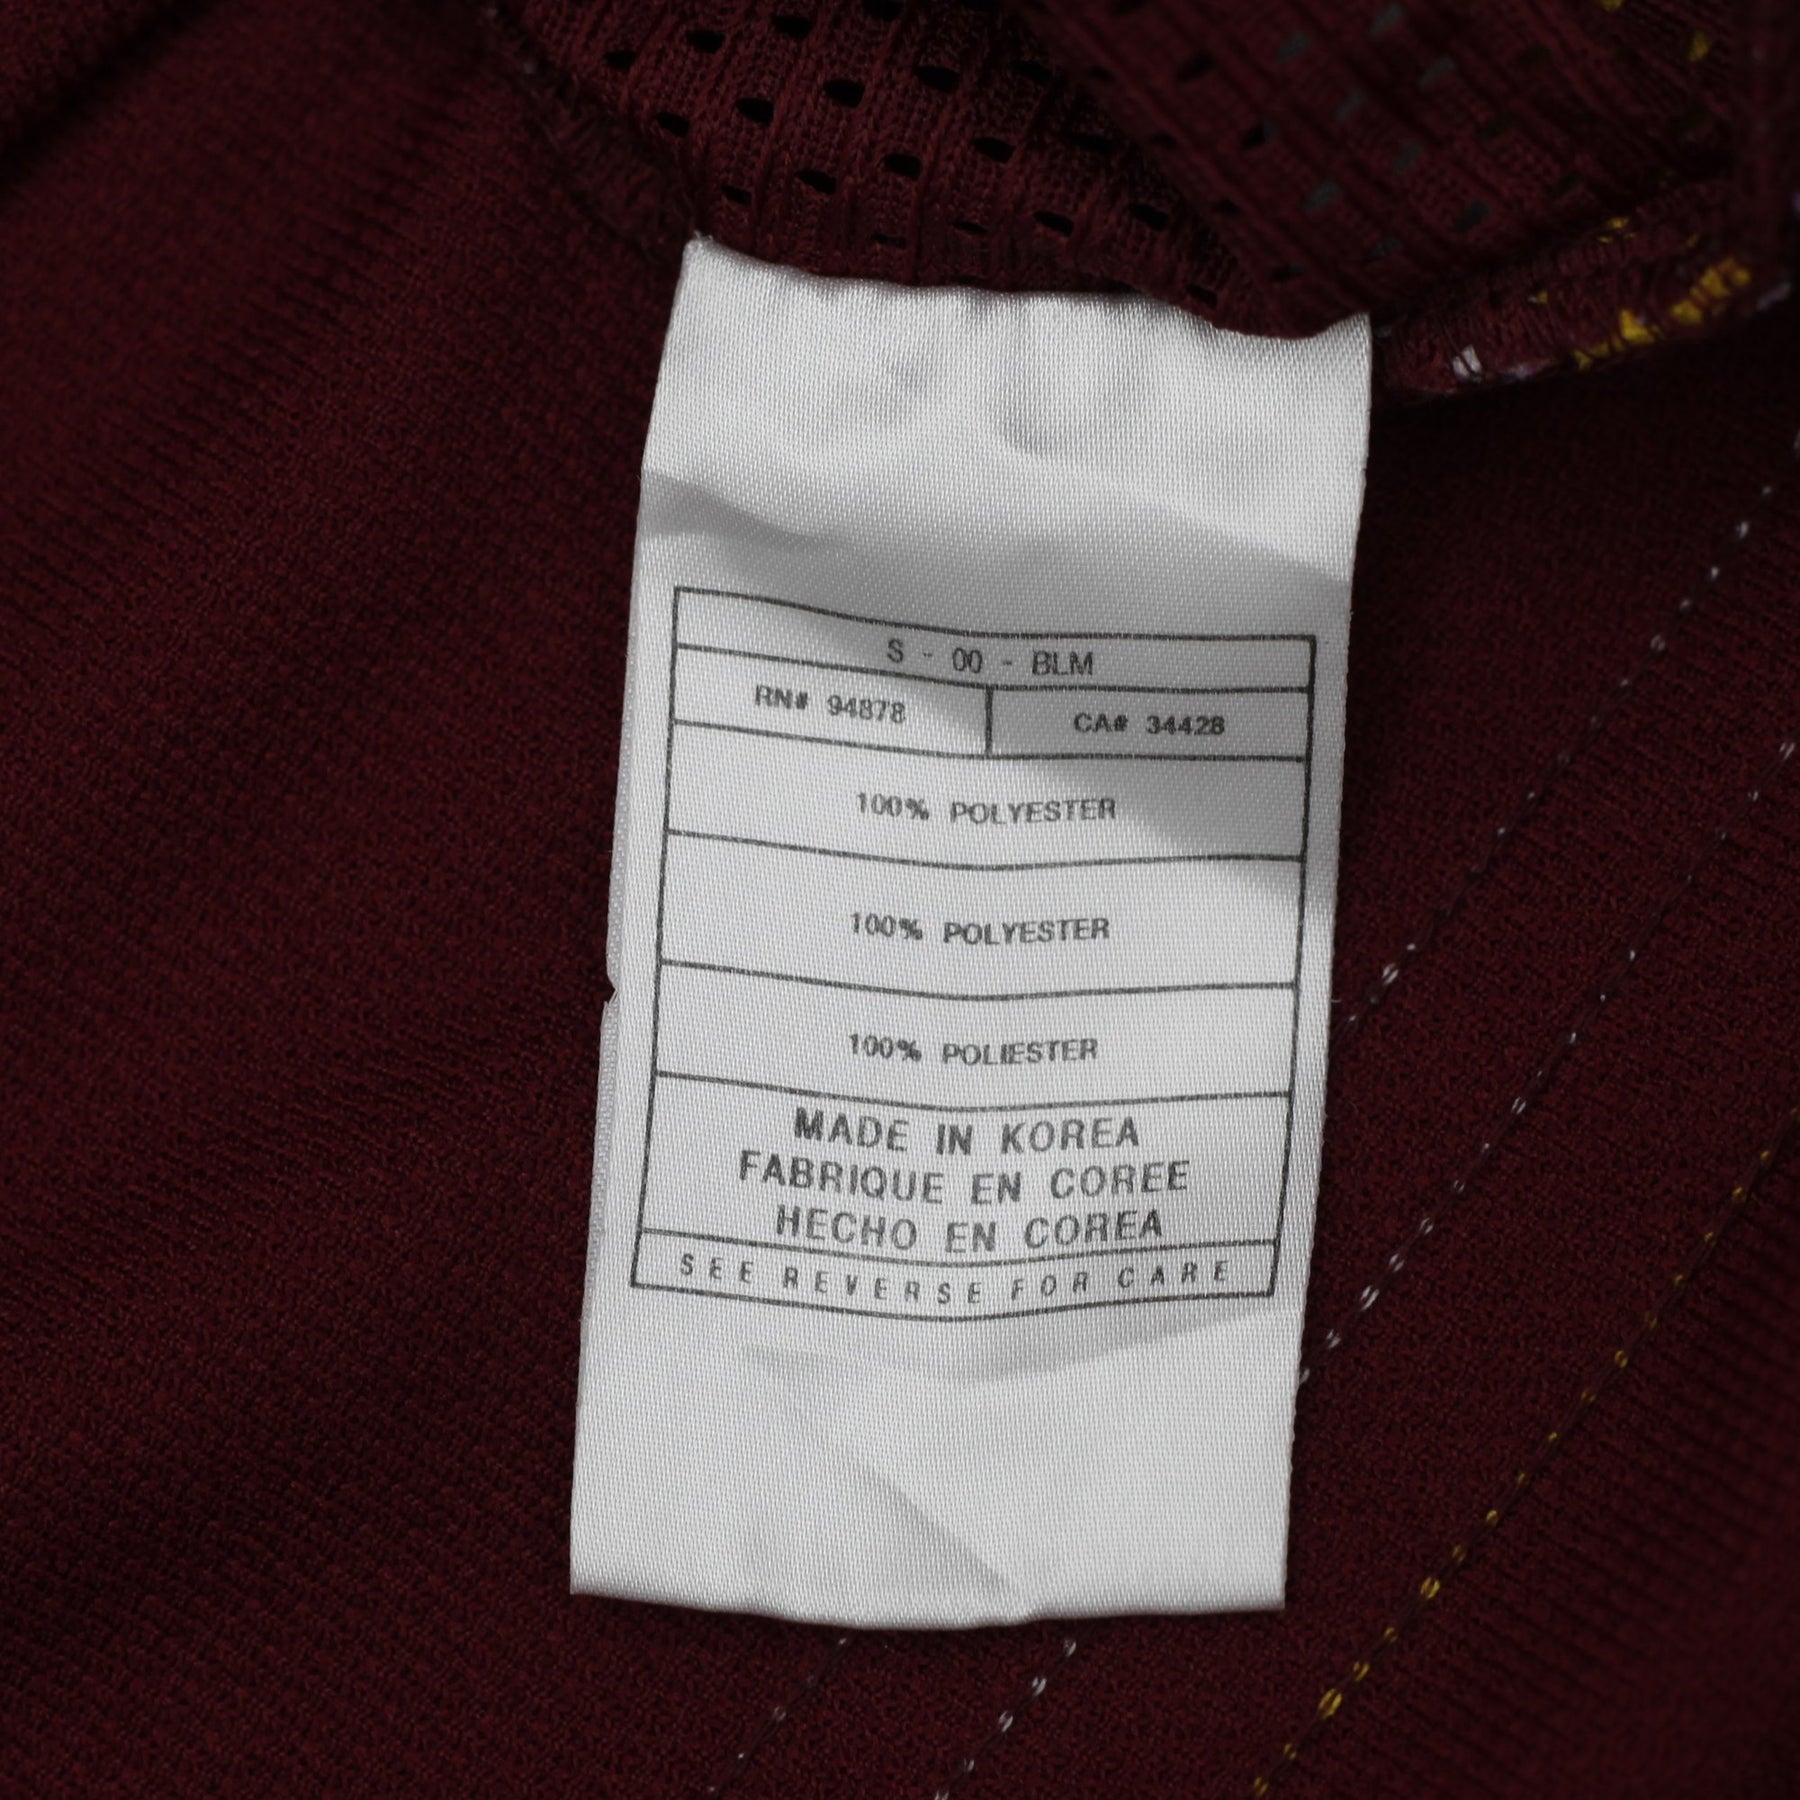 S - 00 - BLM
RN# 94878
CA# 34428
100% POLYESTER
100% POLYESTER
100% POLIESTER
MADE IN KOREA
FABRIQUE EN COREE
HECHO EN COREA
SEE REVERSE FOR CARE